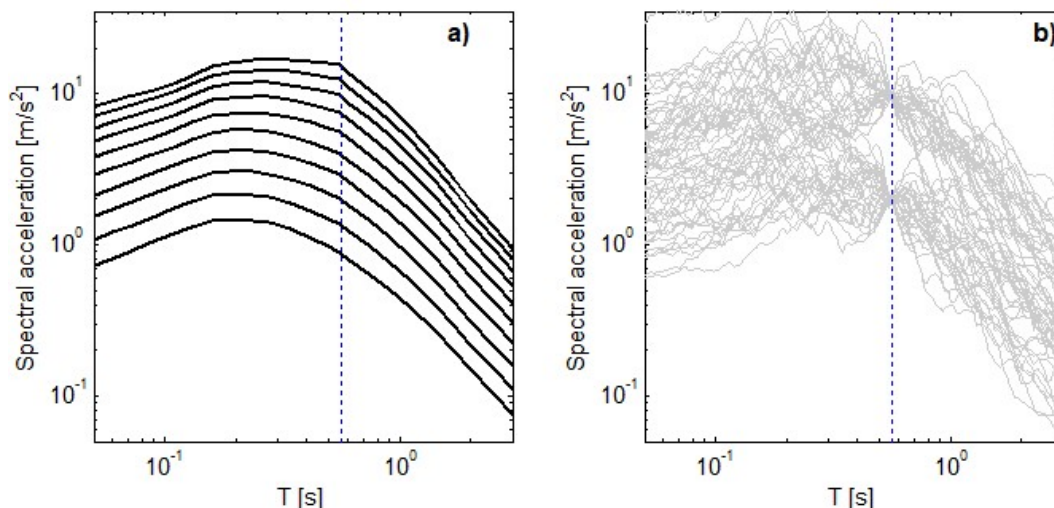 a)
Spectral acceleration [m/s²]
10¹
10⁰
10⁻¹
10⁻¹
10⁰
T [s]
b)
Spectral acceleration [m/s²]
10¹
10⁰
10⁻¹
10⁻¹
10⁰
T [s]